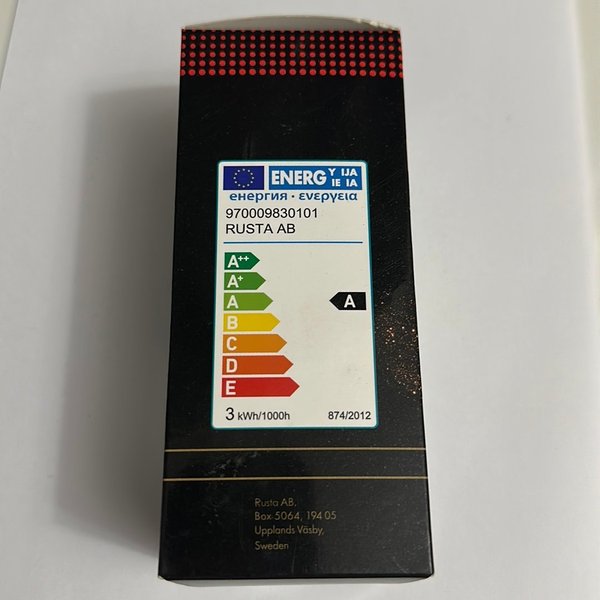 ENERG Y IJA
IE IA
енергия · ενεργεια
970009830101
RUSTA AB
A++
A+
A
A
B
C
D
E
3 kWh/1000h 874/2012
Rusta AB,
Box 5064, 194 05
Upplands Väsby,
Sweden